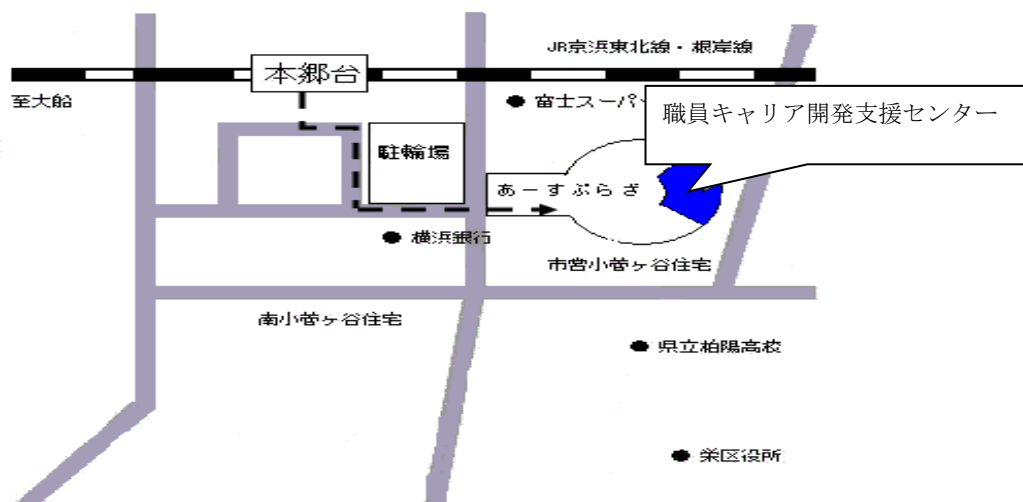 JR京浜東北線・根岸線
本郷台
至大船
富士スーパ
職員キャリア開発支援センター
駐輪場
あーすぷらざ
横浜銀行
市営小菅ヶ谷住宅
南小菅ヶ谷住宅
県立柏陽高校
栄区役所